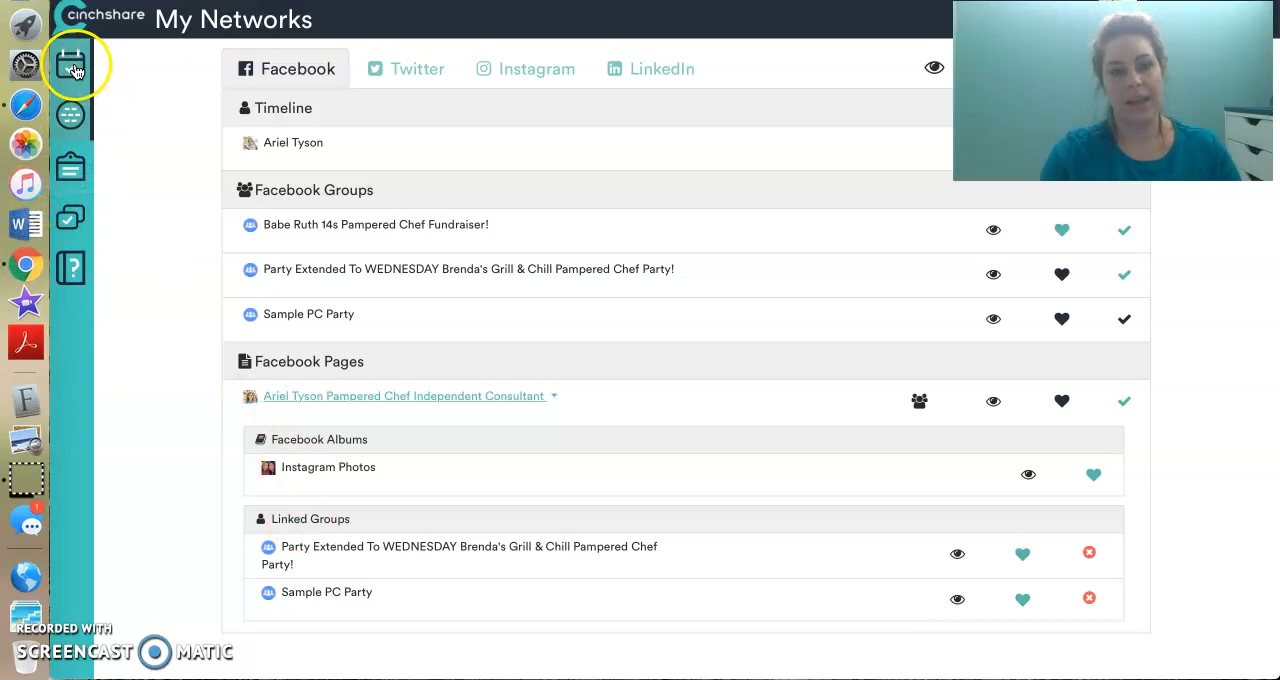 cinchshare My Networks
Facebook Twitter Instagram LinkedIn
Timeline
Ariel Tyson
Facebook Groups
Babe Ruth 14s Pampered Chef Fundraiser!
Party Extended To WEDNESDAY Brenda's Grill & Chill Pampered Chef Party!
Sample PC Party
Facebook Pages
Ariel Tyson Pampered Chef Independent Consultant
Facebook Albums
Instagram Photos
Linked Groups
Party Extended To WEDNESDAY Brenda's Grill & Chill Pampered Chef
Party!
Sample PC Party
W
F
1
?
RECORDED WITH
SCREENCAST MATIC